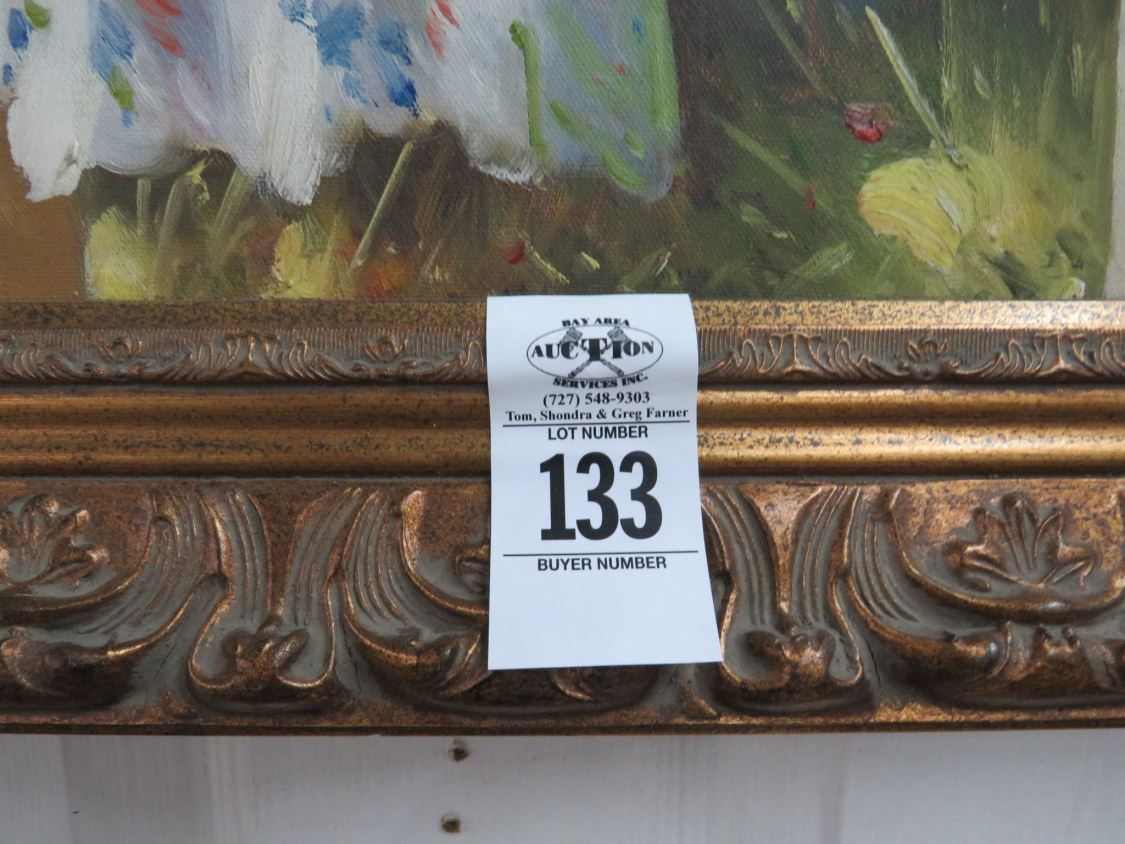 BAY AREA
AUCTION
SERVICES INC.
(727) 548-9303
Tom, Shondra & Greg Farner
LOT NUMBER
133
BUYER NUMBER